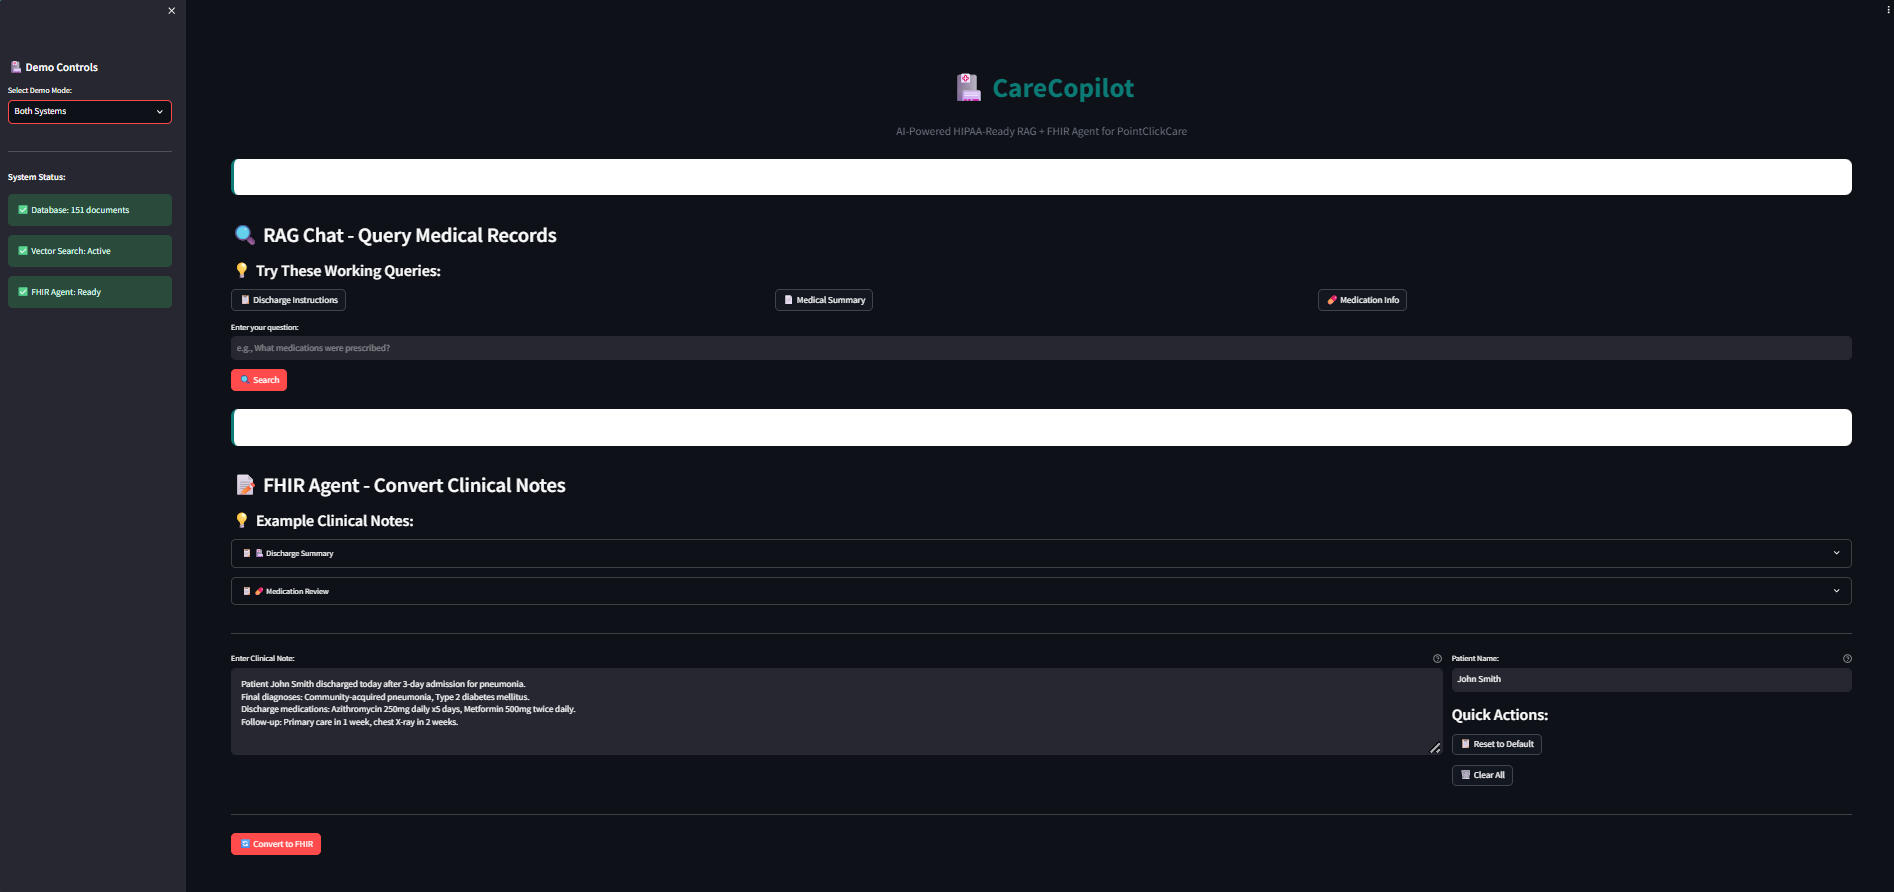 Demo Controls
Select Demo Mode:
Both Systems
System Status:
Database: 151 documents
Vector Search: Active
FHIR Agent: Ready
CareCopilot
AI-Powered HIPAA-Ready RAG + FHIR Agent for PointClickCare
RAG Chat - Query Medical Records
Try These Working Queries:
Discharge Instructions
Medical Summary
Medication Info
Enter your question:
e.g., What medications were prescribed?
Search
FHIR Agent - Convert Clinical Notes
Example Clinical Notes:
Discharge Summary
Medication Review
Enter Clinical Note:
Patient John Smith discharged today after 3-day admission for pneumonia.
Final diagnoses: Community-acquired pneumonia, Type 2 diabetes mellitus.
Discharge medications: Azithromycin 250mg daily x5 days, Metformin 500mg twice daily.
Follow-up: Primary care in 1 week, chest X-ray in 2 weeks.
Patient Name:
John Smith
Quick Actions:
Reset to Default
Clear All
Convert to FHIR